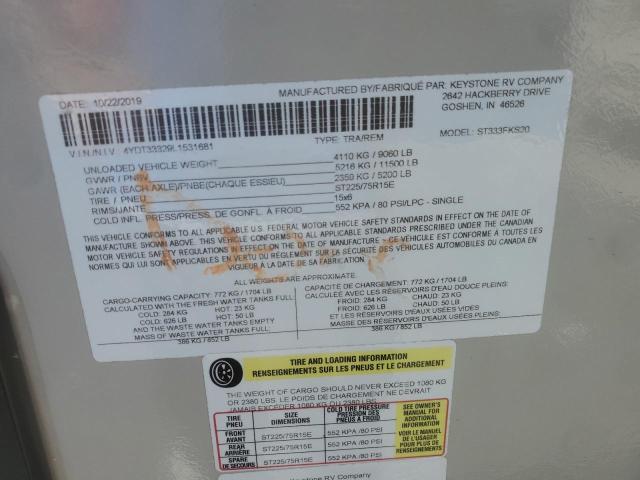 MANUFACTURED BY/FABRIQUÉ PAR: KEYSTONE RV COMPANY
2642 HACKBERRY DRIVE
GOSHEN, IN 46526
DATE: 10/22/2019
V.I.N./N.I.V.: 4YDT33329L1531681
TYPE: TRA/REM
MODEL: ST333FKS20
UNLOADED VEHICLE WEIGHT 4110 KG / 9060 LB
GVWR / PNBV 5216 KG / 11500 LB
GAWR (EACH AXLE)/PNBE(CHAQUE ESSIEU) 2359 KG / 5200 LB
TIRE / PNEU ST225/75R15E
RIMS/JANTE 15x6
COLD INFL. PRESS/PRESS. DE GONFL. À FROID 552 KPA / 80 PSI/LPC - SINGLE
THIS VEHICLE CONFORMS TO ALL APPLICABLE U.S. FEDERAL MOTOR VEHICLE SAFETY STANDARDS IN EFFECT ON THE DATE OF
MANUFACTURE SHOWN ABOVE. THIS VEHICLE CONFORMS TO ALL APPLICABLE STANDARDS PRESCRIBED UNDER THE CANADIAN
MOTOR VEHICLE SAFETY REGULATIONS IN EFFECT ON THE DATE OF MANUFACTURE - CE VÉHICULE EST CONFORME À TOUTES LES
NORMES QUI LUI SONT APPLICABLES EN VERTU DU RÈGLEMENT SUR LA SÉCURITÉ DES VÉHICULES AUTOMOBILES DU CANADA EN
VIGUEUR À LA DATE DE SA FABRICATION
ALL WEIGHTS ARE APPROXIMATE.
CARGO-CARRYING CAPACITY: 772 KG / 1704 LB
CALCULATED WITH THE FRESH WATER TANKS FULL:
COLD: 284 KG HOT: 23 KG
COLD: 626 LB HOT: 50 LB
AND THE WASTE WATER TANKS EMPTY
MASS OF WASTE WATER TANKS FULL:
386 KG / 852 LB
CAPACITÉ DE CHARGEMENT: 772 KG / 1704 LB
CALCULÉE AVEC LES RÉSERVOIRS D'EAU DOUCE PLEINS:
FROID: 284 KG CHAUD: 23 KG
FROID: 626 LB CHAUD: 50 LB
ET LES RÉSERVOIRS D'EAUX USÉES VIDES
MASSE DES RÉSERVOIRS D'EAUX USÉES PLEINS:
386 KG / 852 LB
TIRE AND LOADING INFORMATION
RENSEIGNEMENTS SUR LES PNEUS ET LE CHARGEMENT
THE WEIGHT OF CARGO SHOULD NEVER EXCEED 1080 KG
OR 2380 LBS. LE POIDS DE CHARGEMENT NE DEVRAIT
JAMAIS EXCÉDER 1080 KG OU 2380 LBS.
TIRE PNEU SIZE DIMENSIONS COLD TIRE PRESSURE PRESSION DES PNEUS À FROID
FRONT AVANT ST225/75R15E 552 KPA /80 PSI
REAR ARRIÈRE ST225/75R15E 552 KPA /80 PSI
SPARE DE SECOURS ST225/75R15E 552 KPA /80 PSI
SEE OWNER'S
MANUAL FOR
ADDITIONAL
INFORMATION
VOIR LE MANUEL
DE L'USAGER
POUR PLUS DE
RENSEIGNEMENTS
Keystone RV Company